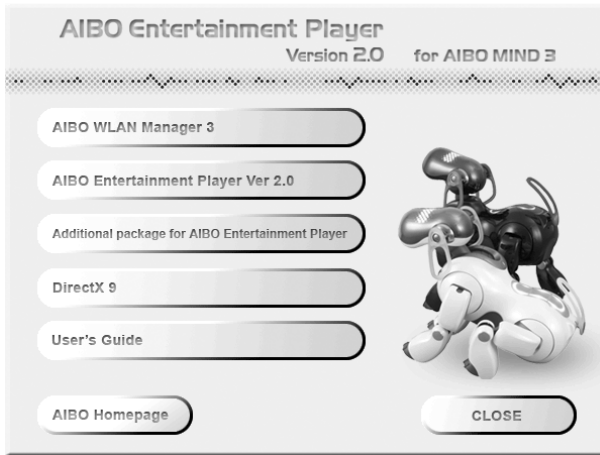 AIBO Entertainment Player
Version 2.0 for AIBO MIND 3
AIBO WLAN Manager 3
AIBO Entertainment Player Ver 2.0
Additional package for AIBO Entertainment Player
DirectX 9
User's Guide
AIBO Homepage
CLOSE